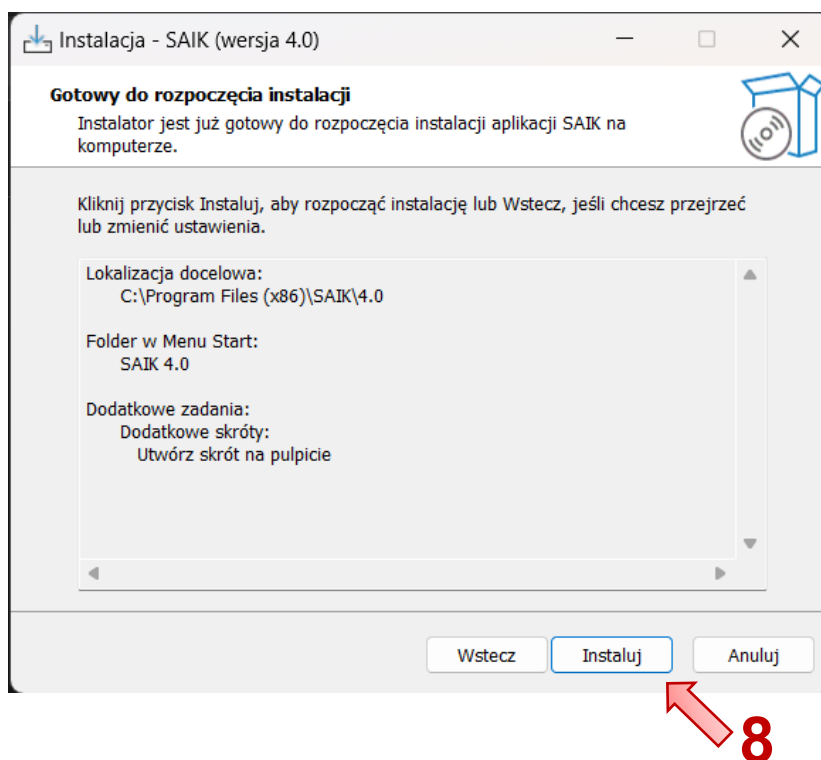 Instalacja - SAIK (wersja 4.0)
Gotowy do rozpoczęcia instalacji
Instalator jest już gotowy do rozpoczęcia instalacji aplikacji SAIK na
komputerze.
Kliknij przycisk Instaluj, aby rozpocząć instalację lub Wstecz, jeśli chcesz przejrzeć
lub zmienić ustawienia.
Lokalizacja docelowa:
C:\Program Files (x86)\SAIK\4.0
Folder w Menu Start:
SAIK 4.0
Dodatkowe zadania:
Dodatkowe skróty:
Utwórz skrót na pulpicie
Wstecz Instaluj Anuluj
8